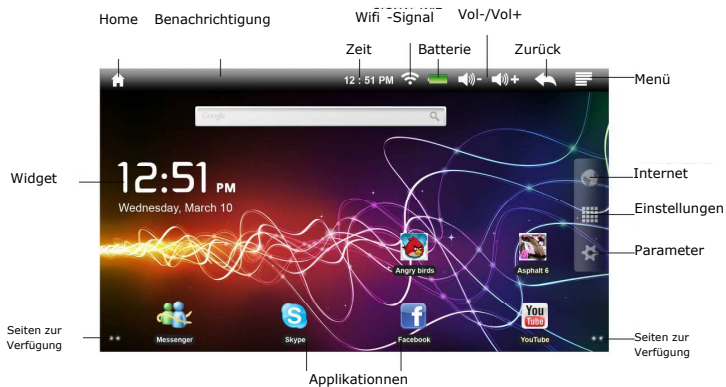 Home Benachrichtigung
Wifi -Signal
Vol-/Vol+
Zeit
Batterie
Zurück
12 : 51 PM
Menü
Google
12:51 PM
Wednesday, March 10
Widget
Internet
Einstellungen
Parameter
Angry birds
Asphalt 6
You
Tube
Messenger
Skype
Facebook
YouTube
Seiten zur
Verfügung
Seiten zur
Verfügung
Applikationnen